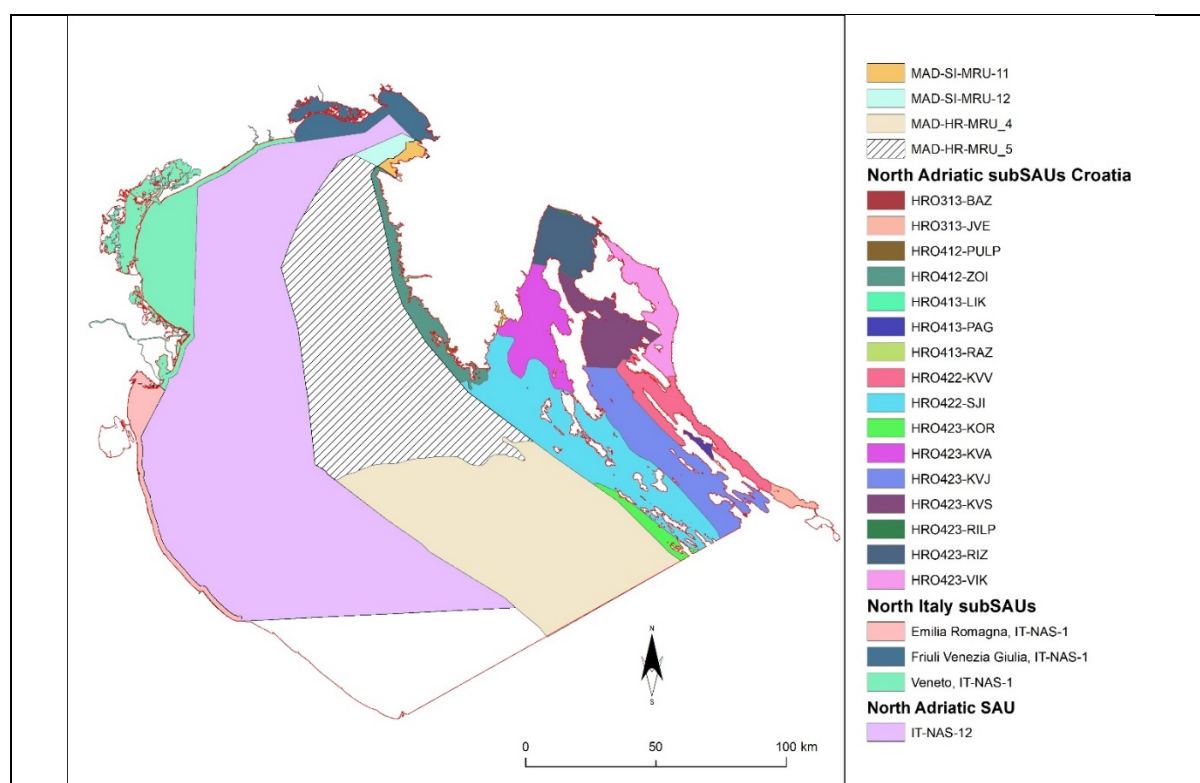 MAD-SI-MRU-11
MAD-SI-MRU-12
MAD-HR-MRU_4
MAD-HR-MRU_5
North Adriatic subSAUs Croatia
HRO313-BAZ
HRO313-JVE
HRO412-PULP
HRO412-ZOI
HRO413-LIK
HRO413-PAG
HRO413-RAZ
HRO422-KVV
HRO422-SJI
HRO423-KOR
HRO423-KVA
HRO423-KVJ
HRO423-KVS
HRO423-RILP
HRO423-RIZ
HRO423-VIK
North Italy subSAUs
Emilia Romagna, IT-NAS-1
Friuli Venezia Giulia, IT-NAS-1
Veneto, IT-NAS-1
North Adriatic SAU
IT-NAS-12
N
S
0 50 100 km